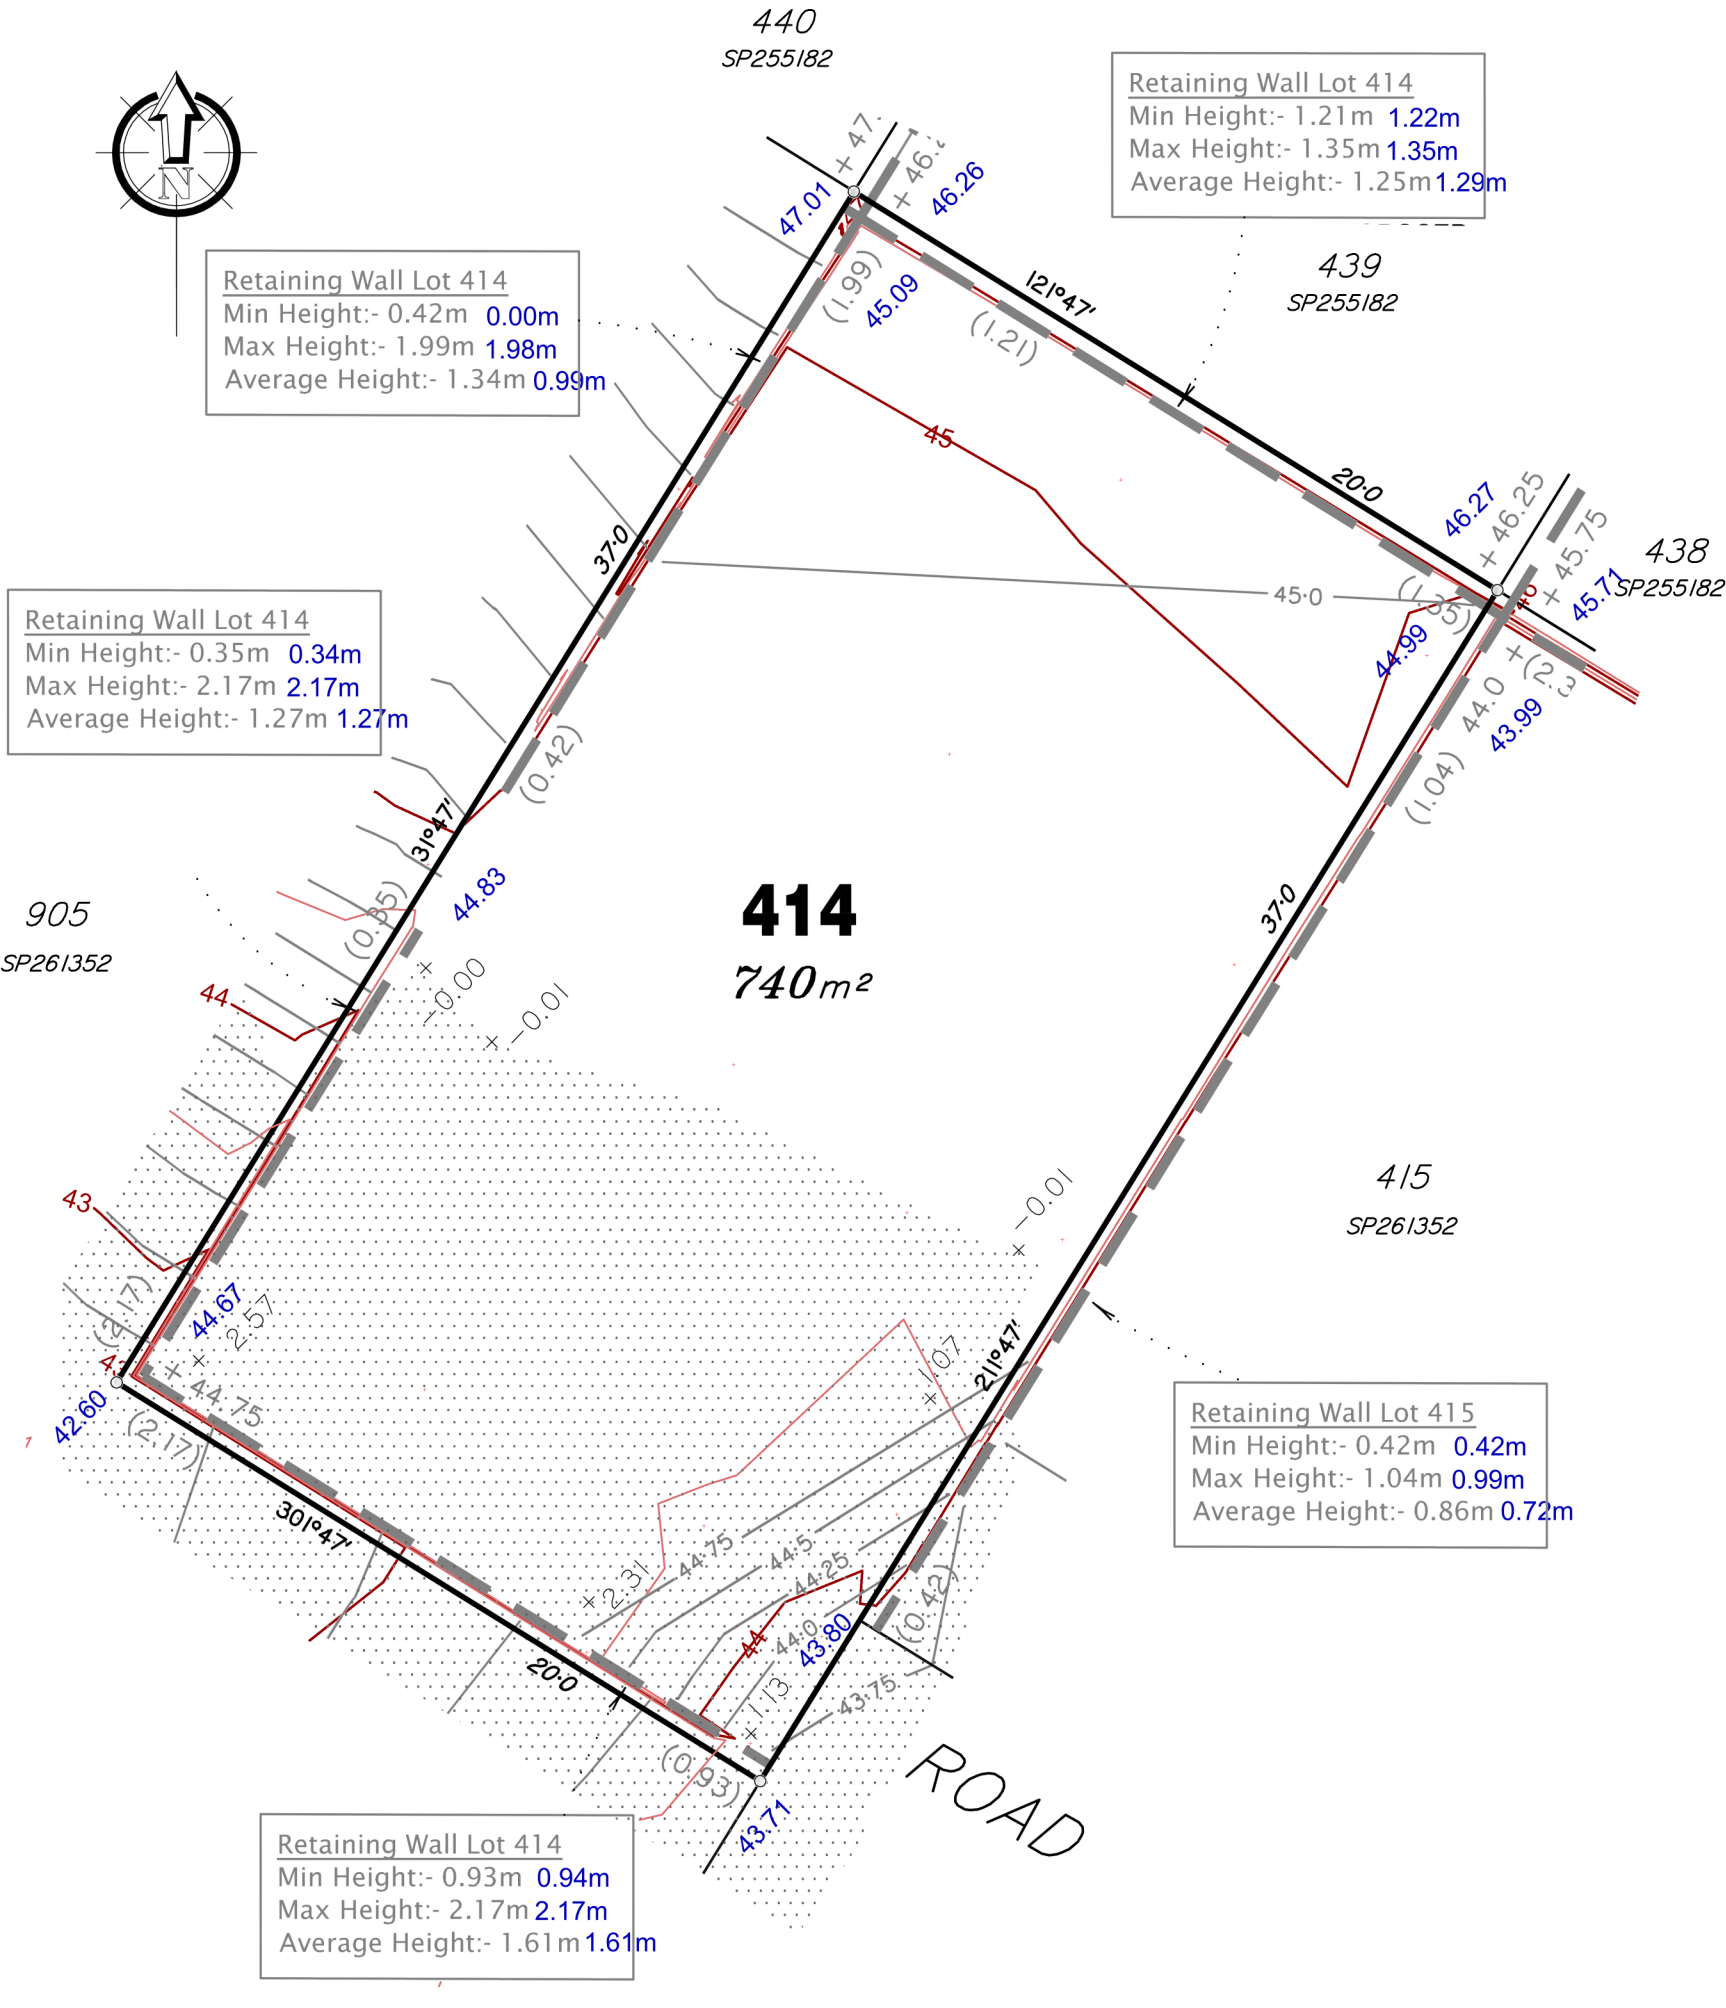 440
SP255182
Retaining Wall Lot 414
Min Height:- 1.21m 1.22m
Max Height:- 1.35m 1.35m
Average Height:- 1.25m 1.29m
N
+ 47.
47.01
46.26
439
SP255182
Retaining Wall Lot 414
Min Height:- 0.42m 0.00m
Max Height:- 1.99m 1.98m
Average Height:- 1.34m 0.99m
(1.99)
45.09
121°47'
(1.21)
45
20·0
46.27
+ 46.25
+ 45.75
45.71
438
SP255182
37·0
45·0
(1.35)
46
44.99
+(2.3
44.0
43.99
(1.04)
Retaining Wall Lot 414
Min Height:- 0.35m 0.34m
Max Height:- 2.17m 2.17m
Average Height:- 1.27m 1.27m
(0.42)
31°47'
44.83
(0.35)
905
SP261352
414
740m²
37·0
-0.00
-0.01
44
43
415
SP261352
-0.01
(2.17)
44.67
2.57
+ 44.75
42.60
(2.17)
211°47'
1.07
Retaining Wall Lot 415
Min Height:- 0.42m 0.42m
Max Height:- 1.04m 0.99m
Average Height:- 0.86m 0.72m
301°47'
44·75
44·5
44·25
2.31
(0.42)
44
44·0
43.80
20·0
1.13
43·75
(0.93)
43.71
ROAD
Retaining Wall Lot 414
Min Height:- 0.93m 0.94m
Max Height:- 2.17m 2.17m
Average Height:- 1.61m 1.61m